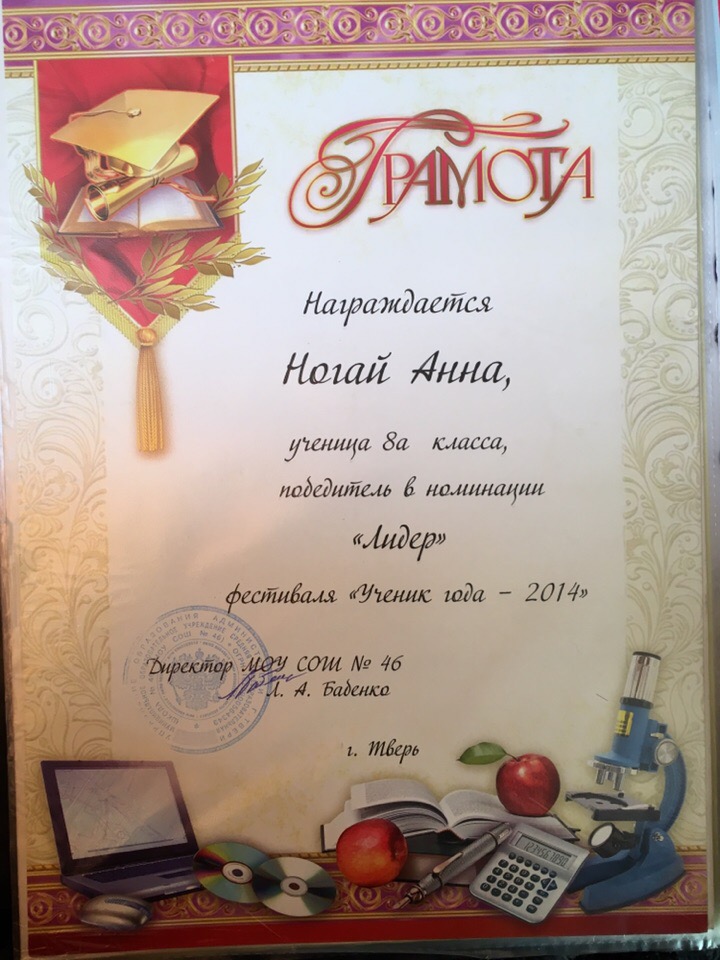 Грамота
Награждается
Ногай Анна,
ученица 8а класса,
победитель в номинации
«Лидер»
фестиваля «Ученик года – 2014»
Директор МОУ СОШ № 46
Л. А. Бабенко
г. Тверь